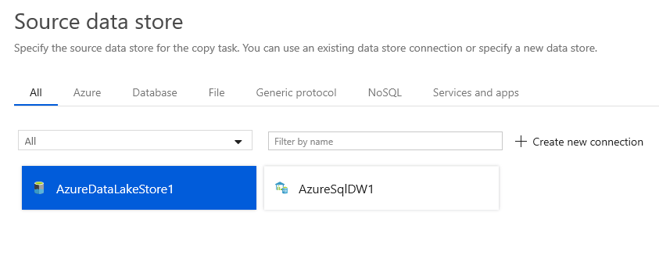 Source data store
Specify the source data store for the copy task. You can use an existing data store connection or specify a new data store.
All Azure Database File Generic protocol NoSQL Services and apps
All Filter by name Create new connection
AzureDataLakeStore1 AzureSqlDW1